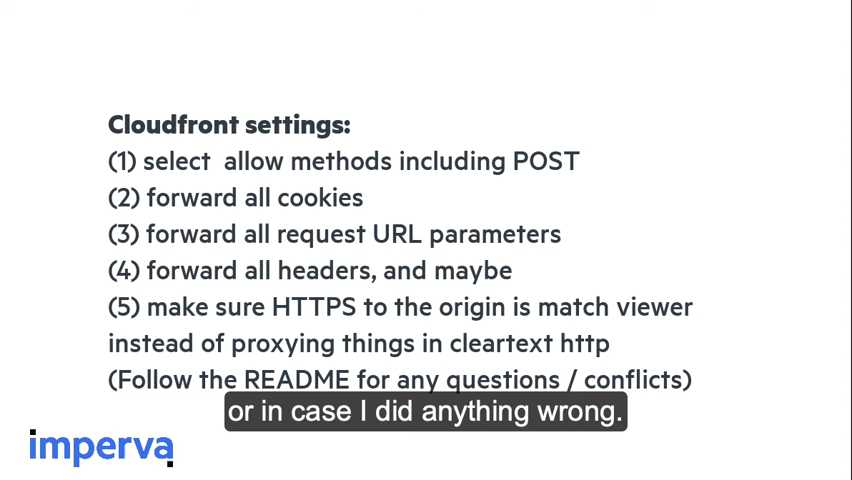 Cloudfront settings:
(1) select allow methods including POST
(2) forward all cookies
(3) forward all request URL parameters
(4) forward all headers, and maybe
(5) make sure HTTPS to the origin is match viewer
instead of proxying things in cleartext http
(Follow the README for any questions / conflicts)
or in case I did anything wrong.
imperva